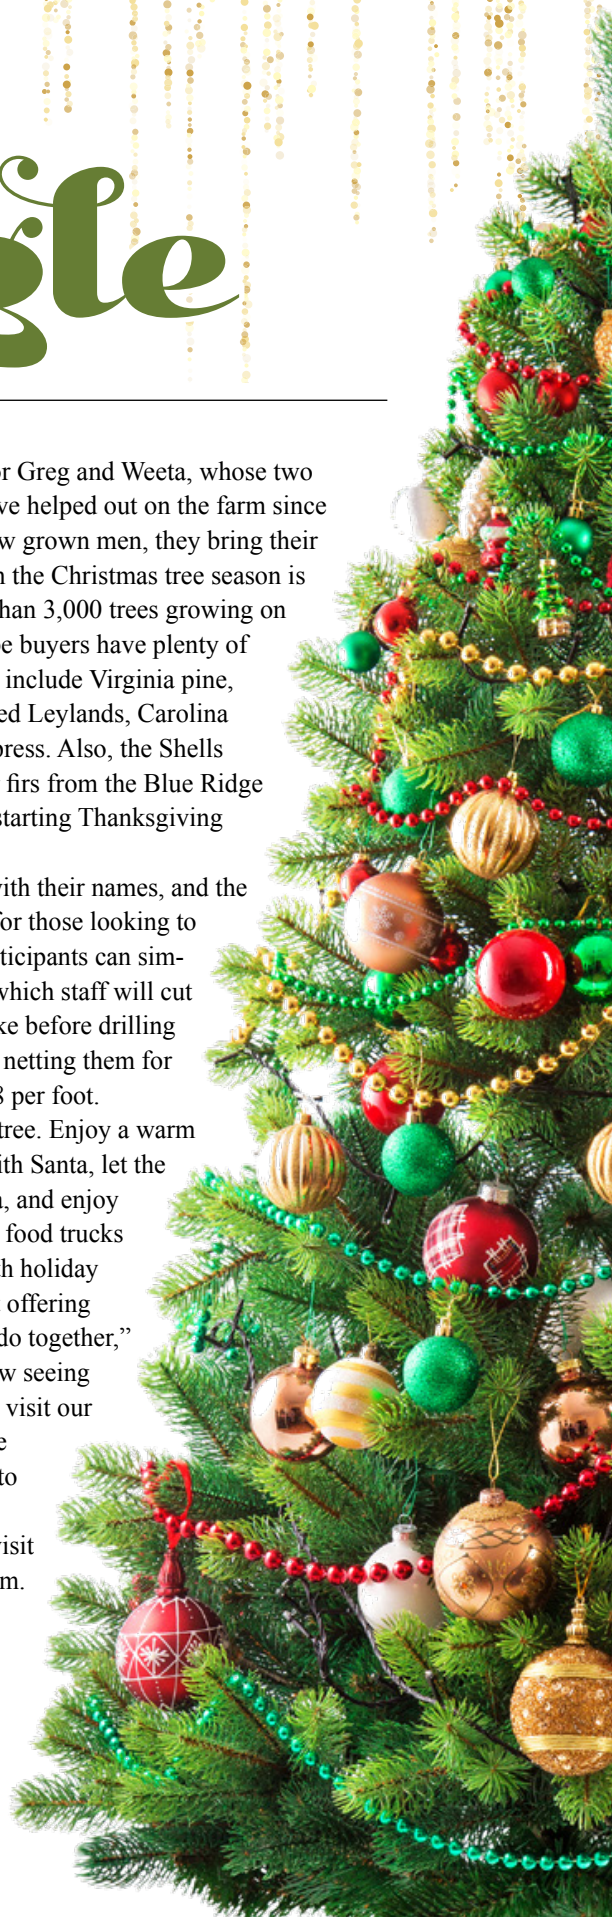 gle
or Greg and Weeta, whose two
ve helped out on the farm since
w grown men, they bring their
n the Christmas tree season is
han 3,000 trees growing on
e buyers have plenty of
include Virginia pine,
ed Leylands, Carolina
press. Also, the Shells
firs from the Blue Ridge
starting Thanksgiving
with their names, and the
for those looking to
ticipants can sim-
which staff will cut
ke before drilling
netting them for
8 per foot.
tree. Enjoy a warm
ith Santa, let the
a, and enjoy
food trucks
th holiday
offering
do together,”
w seeing
visit our
e
to
visit
m.